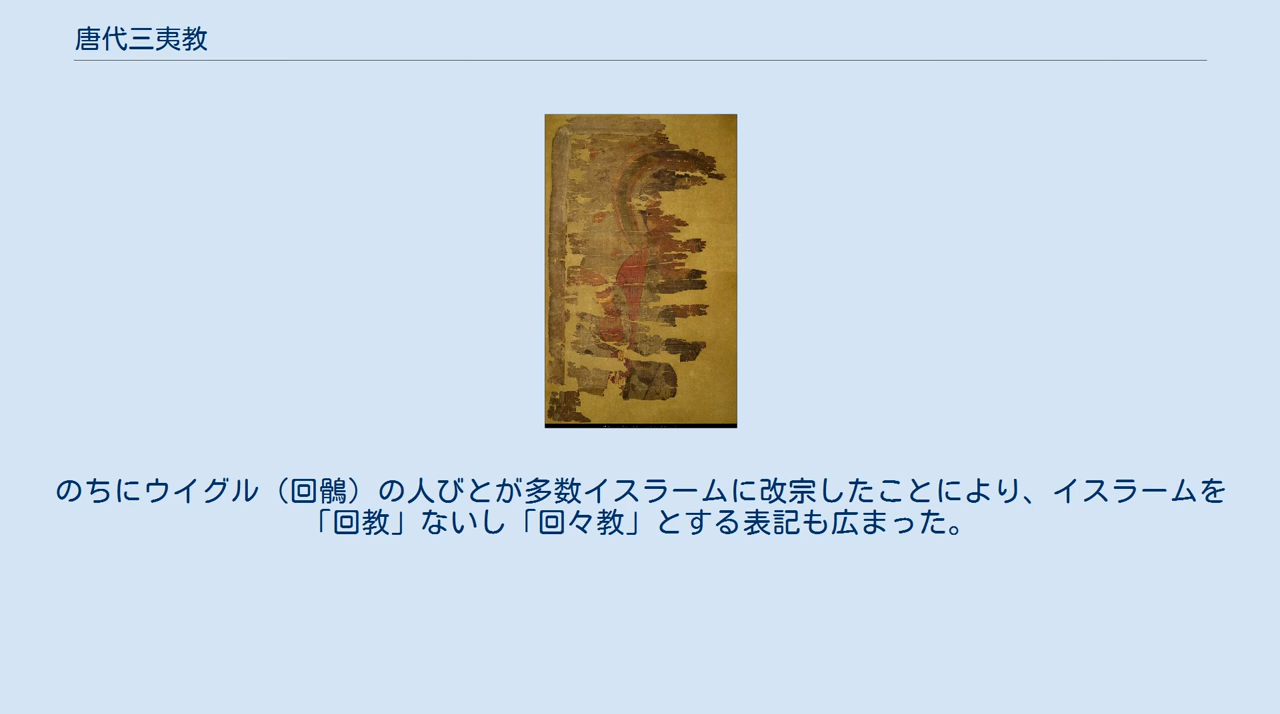 唐代三夷教
のちにウイグル（回鶻）の人びとが多数イスラームに改宗したことにより、イスラームを
「回教」ないし「回々教」とする表記も広まった。